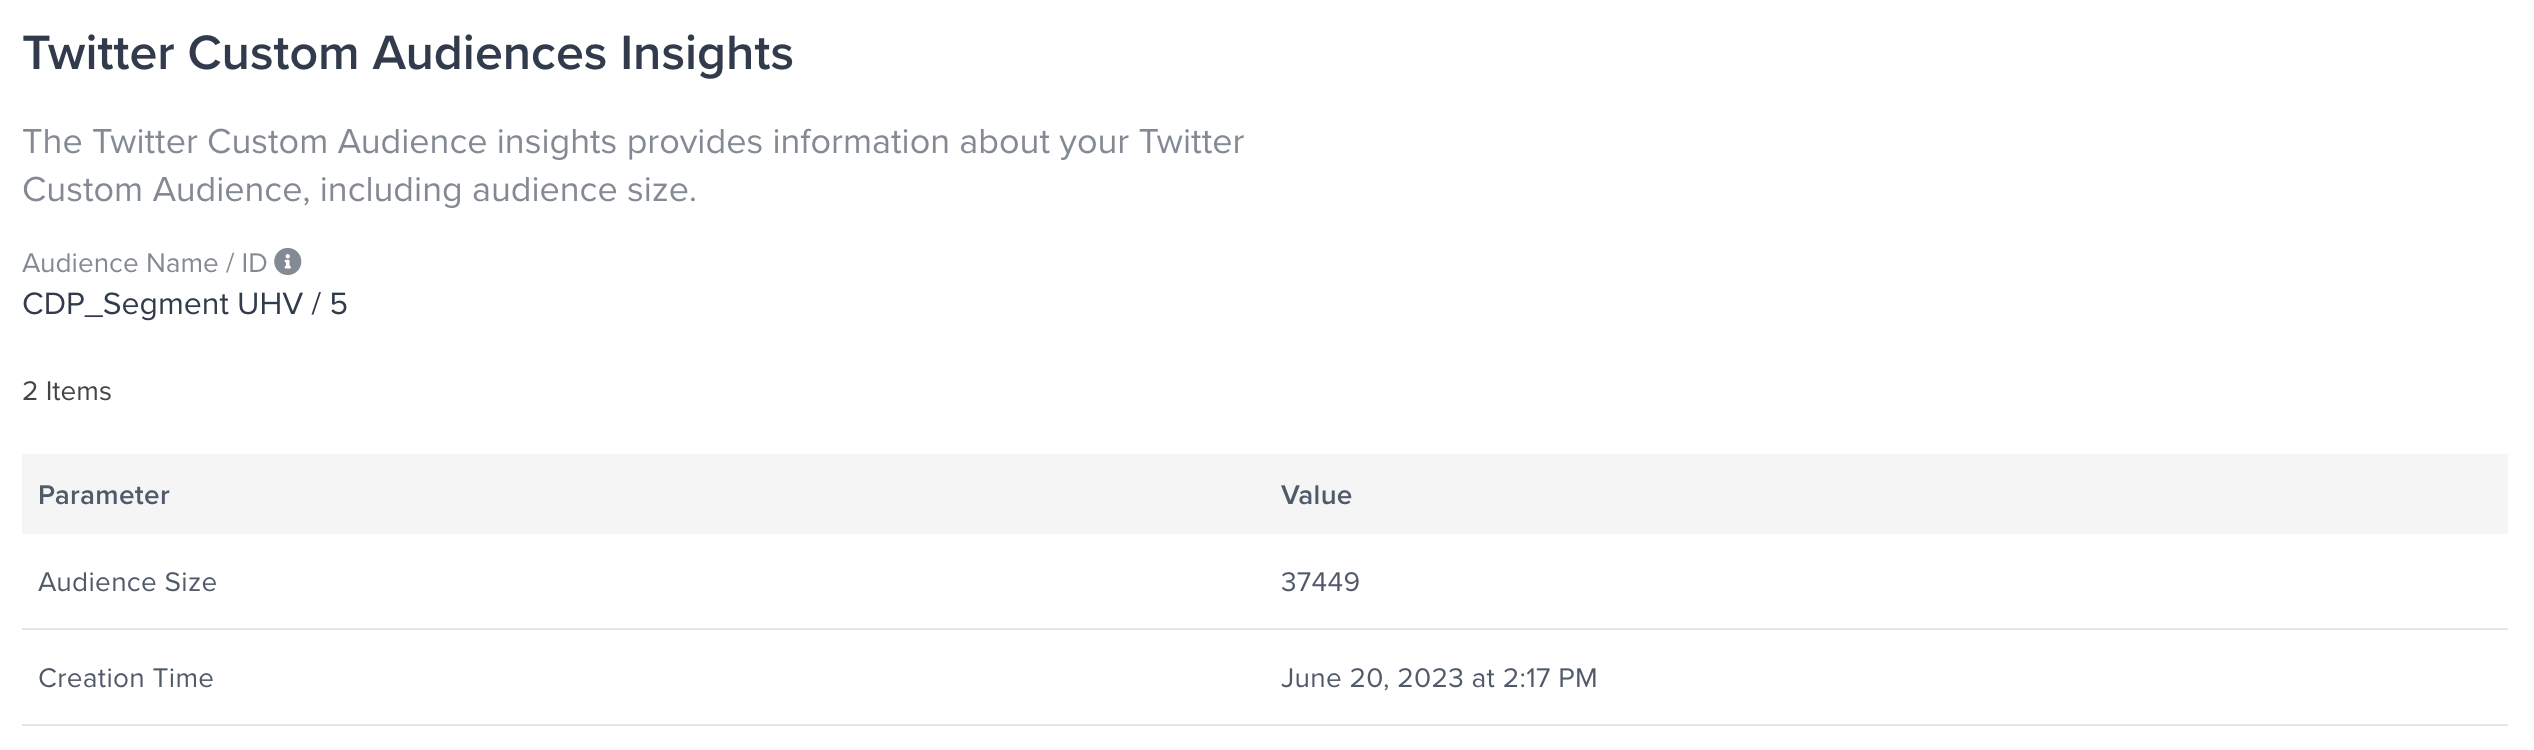 Twitter Custom Audiences Insights
The Twitter Custom Audience insights provides information about your Twitter
Custom Audience, including audience size.
Audience Name / ID
CDP_Segment UHV / 5
2 Items
Parameter Value
Audience Size 37449
Creation Time June 20, 2023 at 2:17 PM